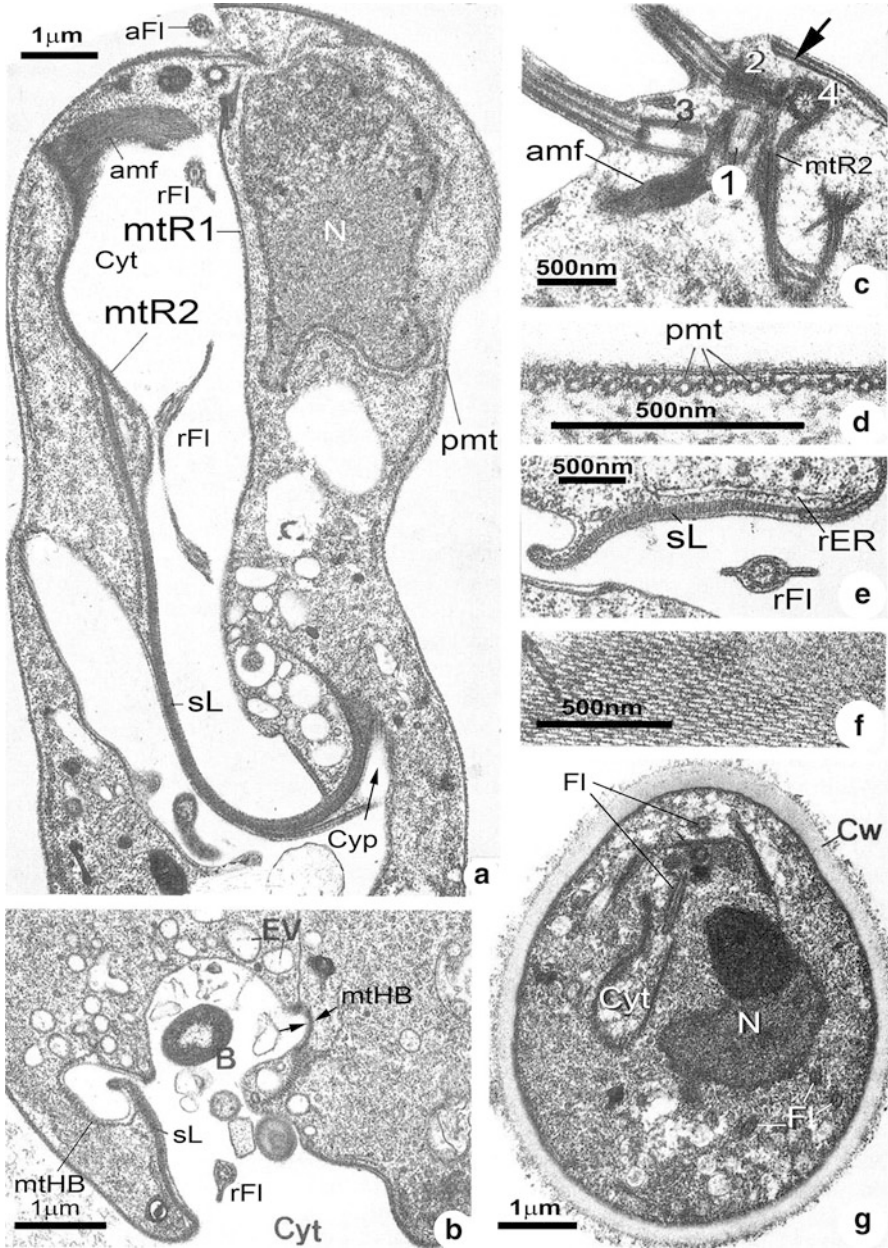 1µm
aFl
amf
rFl
mtR1
N
Cyt
mtR2
rFl
pmt
sL
Cyp
a
EV
mtHB
B
sL
mtHB
rFl
1µm
Cyt
b
2
4
3
amf
mtR2
1
500nm
c
pmt
500nm
d
500nm
sL
rER
rFl
e
500nm
f
Fl
Cw
Cyt
N
Fl
1µm
g